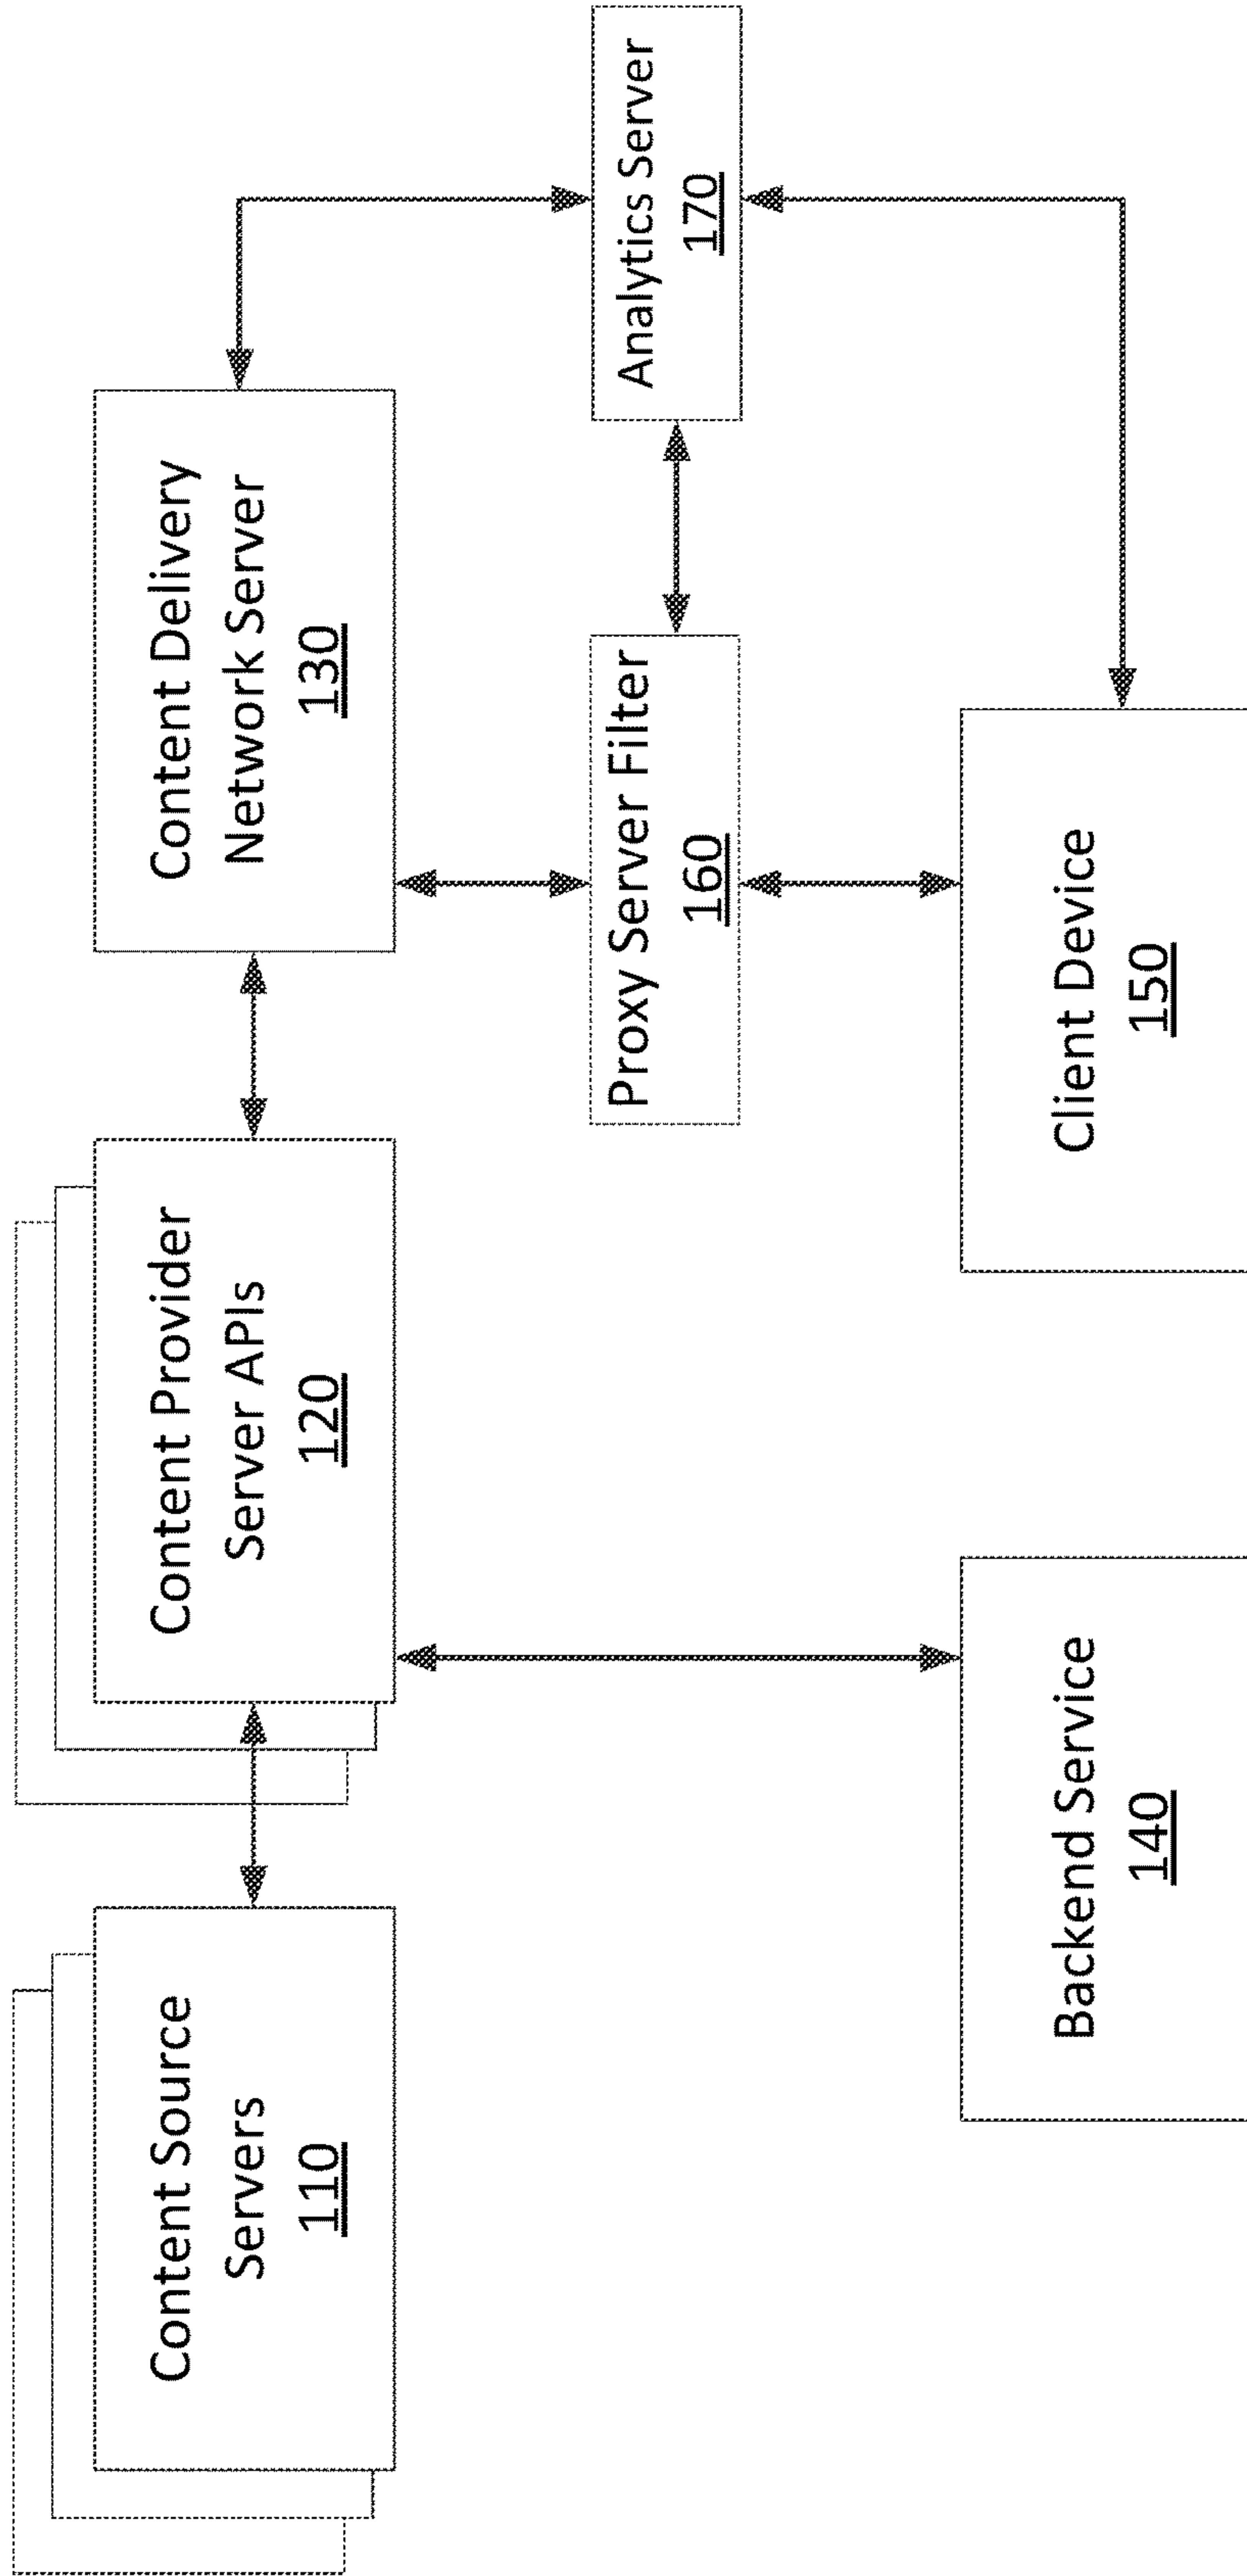 Content Source
Servers
110
Content Provider
Server APIs
120
Content Delivery
Network Server
130
Proxy Server Filter
160
Analytics Server
170
Backend Service
140
Client Device
150